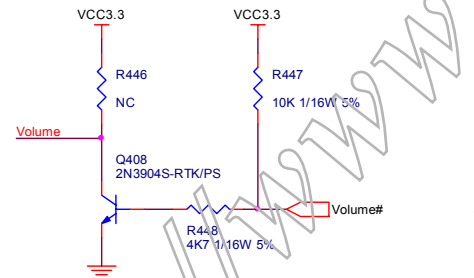 VCC3.3
VCC3.3
R446
NC
R447
10K 1/16W 5%
Volume
Q408
2N3904S-RTK/PS
Volume#
R448
4K7 1/16W 5%
//www